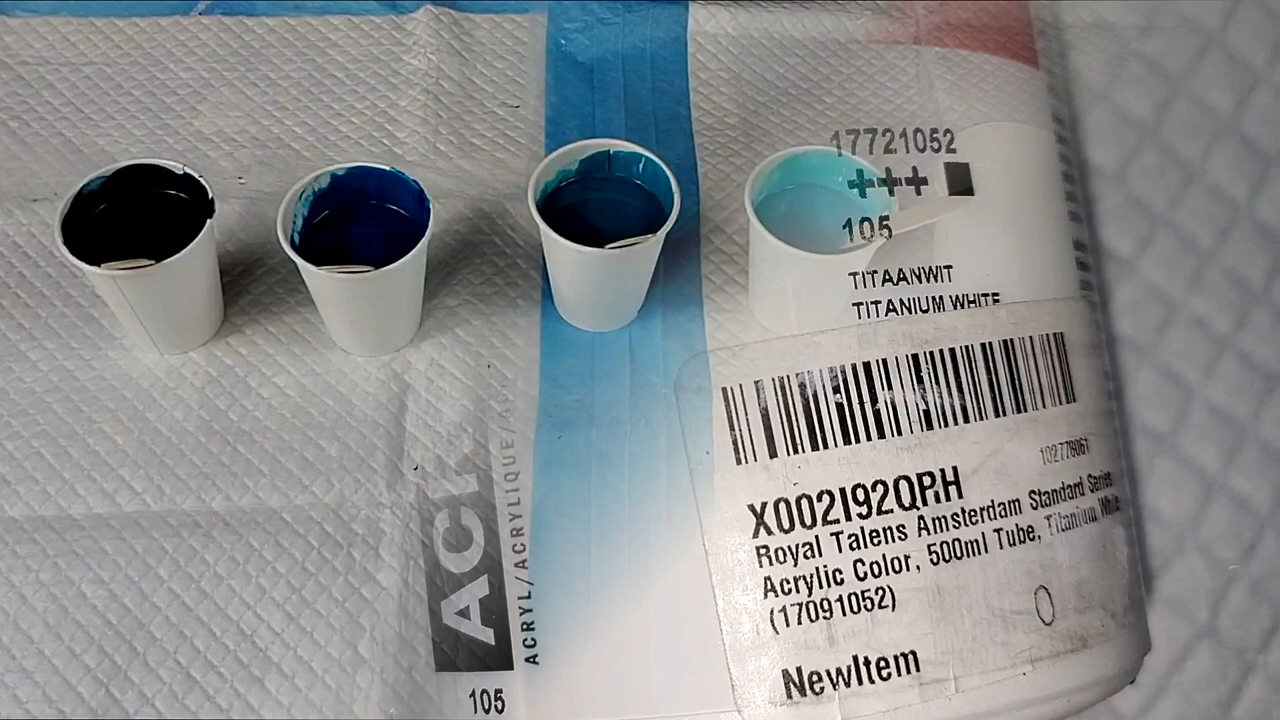 17721052
+++
105
TITAANWIT
TITANIUM WHITE
102778061
X002I92QRH
Royal Talens Amsterdam Standard Series
Acrylic Color, 500ml Tube, Titanium White
(17091052)
NewItem
ACRYL/ACRYLIQUE/
105